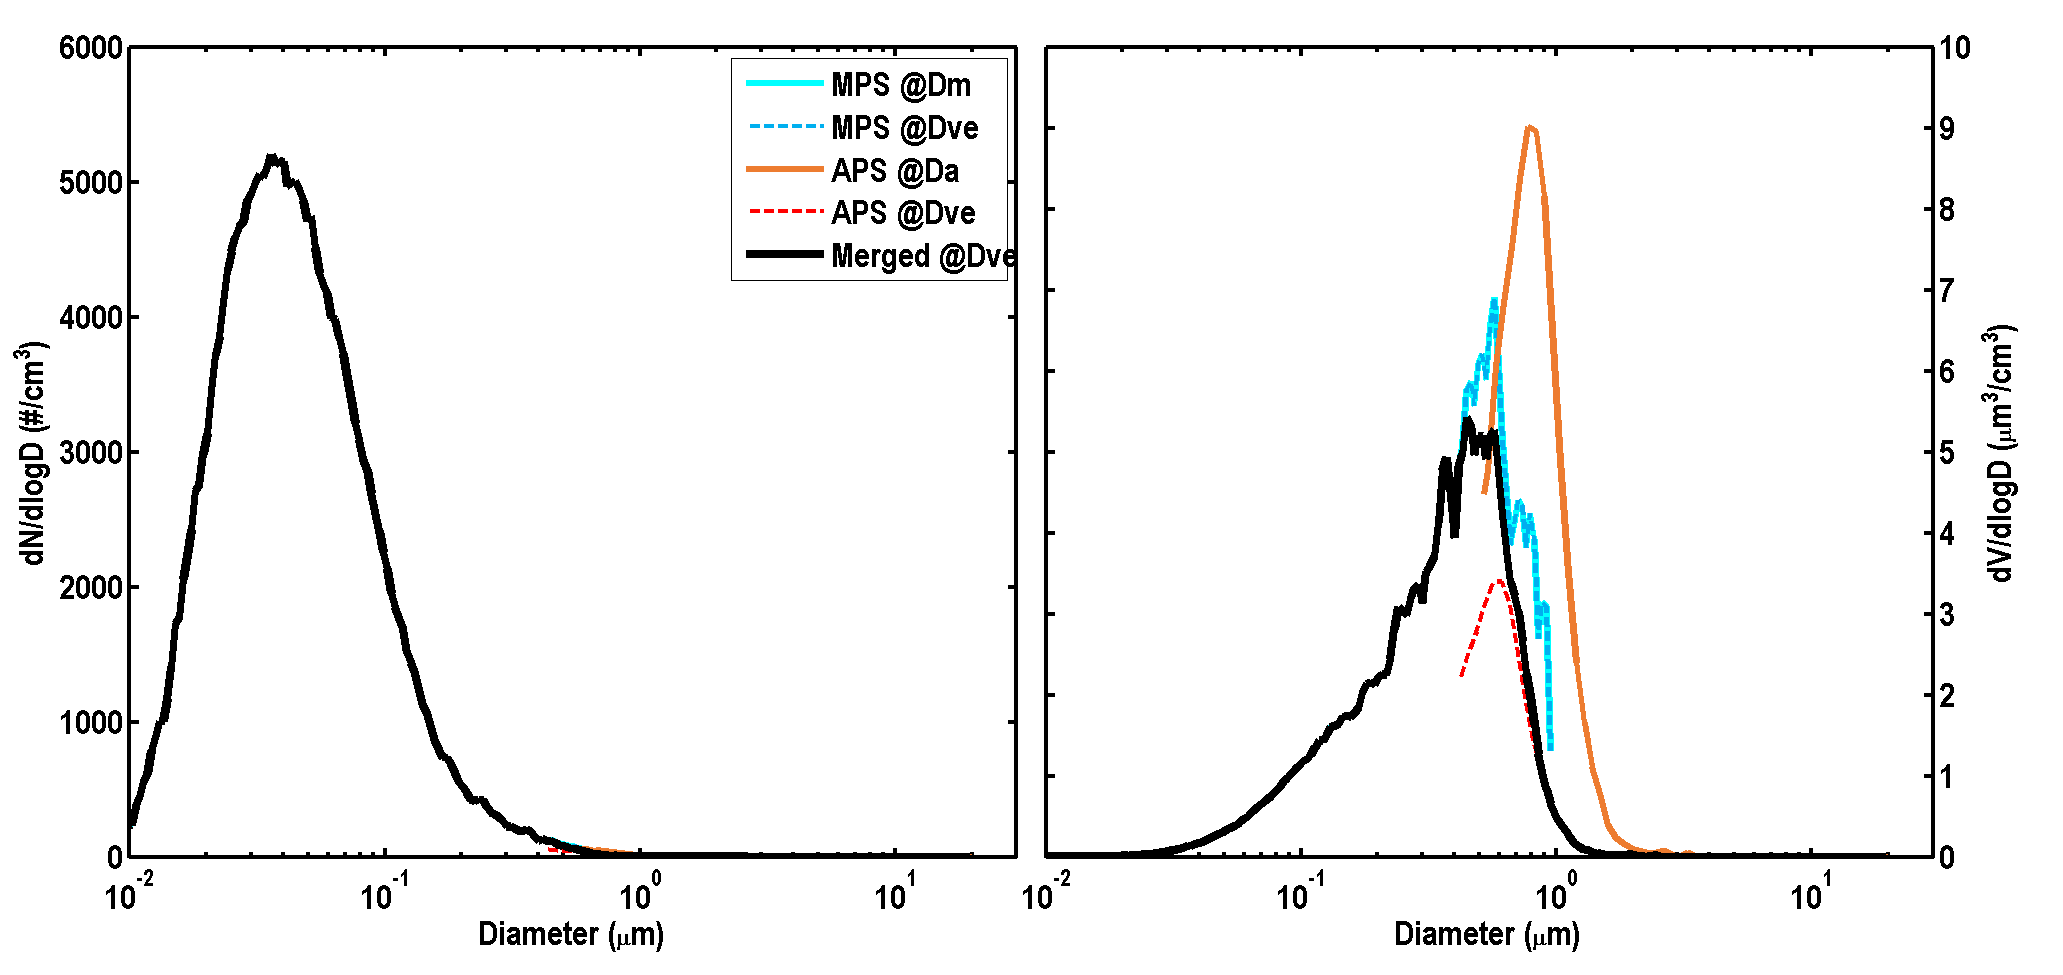 6000
5000
4000
3000
2000
1000
0
dN/dlogD (#/cm³)
10⁻² 10⁻¹ 10⁰ 10¹
Diameter (μm)
MPS @Dm
MPS @Dve
APS @Da
APS @Dve
Merged @Dve
10
9
8
7
6
5
4
3
2
1
0
dV/dlogD (μm³/cm³)
10⁻² 10⁻¹ 10⁰ 10¹
Diameter (μm)